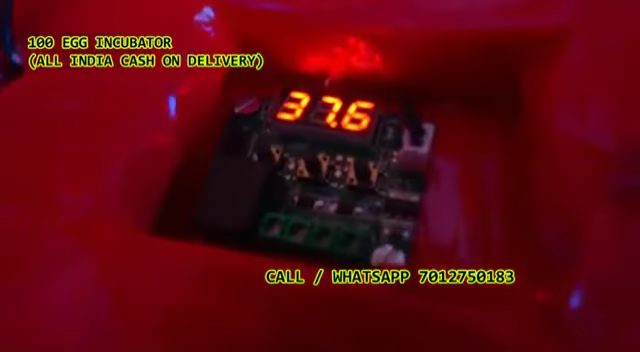 100 EGG INCUBATOR
(ALL INDIA CASH ON DELIVERY)
37.6
CALL / WHATSAPP 7012750183